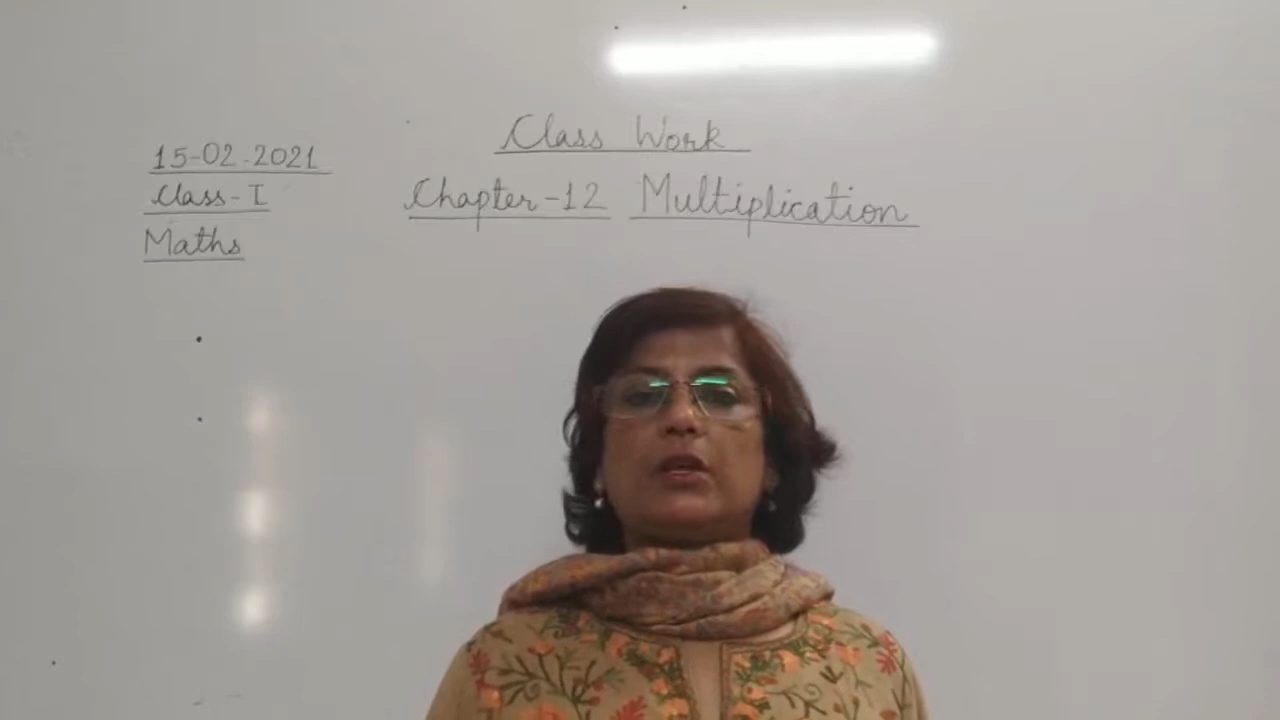 Class Work
15-02-2021
Class-I
Chapter-12 Multiplication
Maths